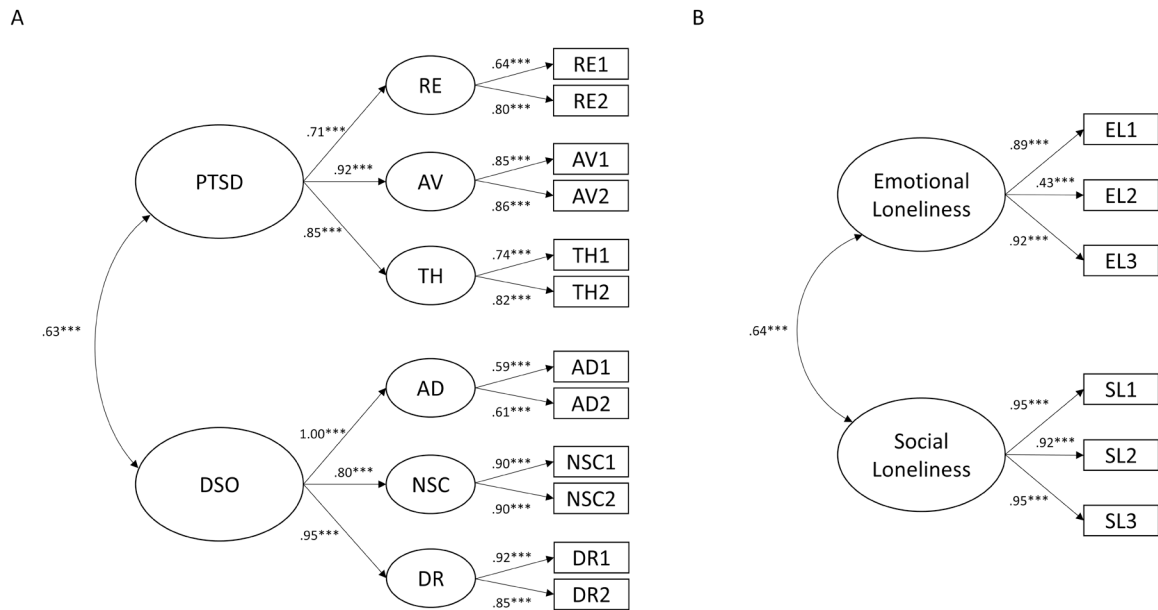 A
PTSD
.71***
.92***
.85***
RE
.64***
.80***
RE1
RE2
AV
.85***
.86***
AV1
AV2
TH
.74***
.82***
TH1
TH2
.63***
DSO
1.00***
.80***
.95***
AD
.59***
.61***
AD1
AD2
NSC
.90***
.90***
NSC1
NSC2
DR
.92***
.85***
DR1
DR2
B
Emotional
Loneliness
.89***
.43***
.92***
EL1
EL2
EL3
.64***
Social
Loneliness
.95***
.92***
.95***
SL1
SL2
SL3